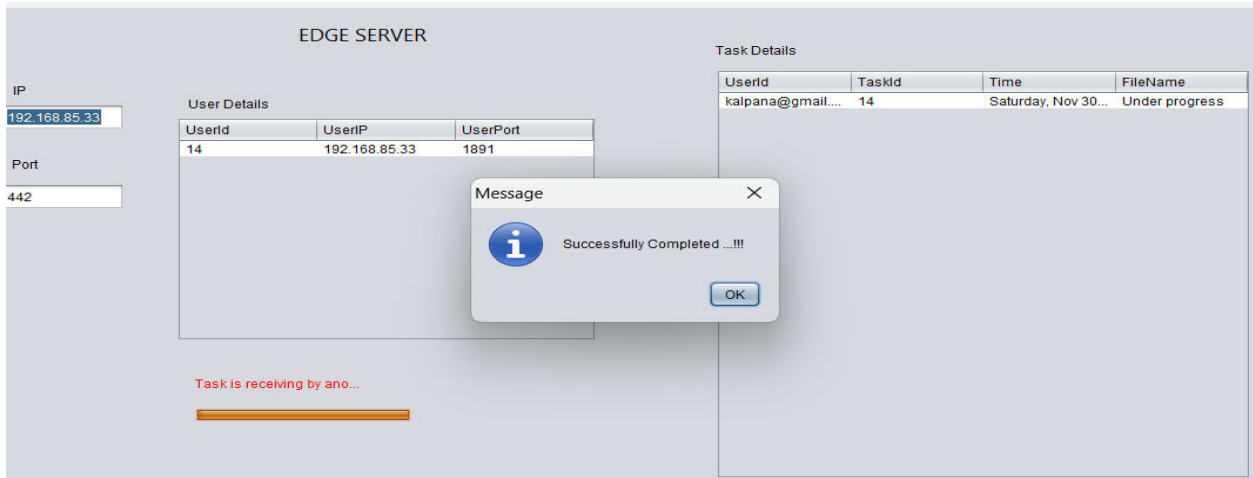 EDGE SERVER
IP
192.168.85.33
Port
442
User Details
UserId UserIP UserPort
14 192.168.85.33 1891
Task is receiving by ano...
Task Details
UserId TaskId Time FileName
kalpana@gmail.... 14 Saturday, Nov 30... Under progress
Message
Successfully Completed ...!!!
OK